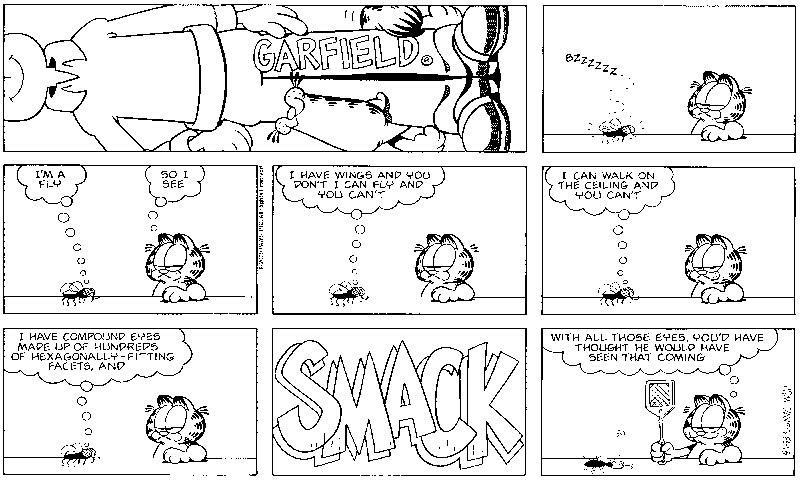 GARFIELD
BZZZZZZ
I'M A
FLY
SO I
SEE
I HAVE WINGS AND YOU
DON'T I CAN FLY AND
YOU CAN'T
I CAN WALK ON
THE CEILING AND
YOU CAN'T
I HAVE COMPOUND EYES
MADE UP OF HUNDREDS
OF HEXAGONALLY-FITTING
FACETS, AND
SMACK
WITH ALL THOSE EYES, YOU'D HAVE
THOUGHT HE WOULD HAVE
SEEN THAT COMING